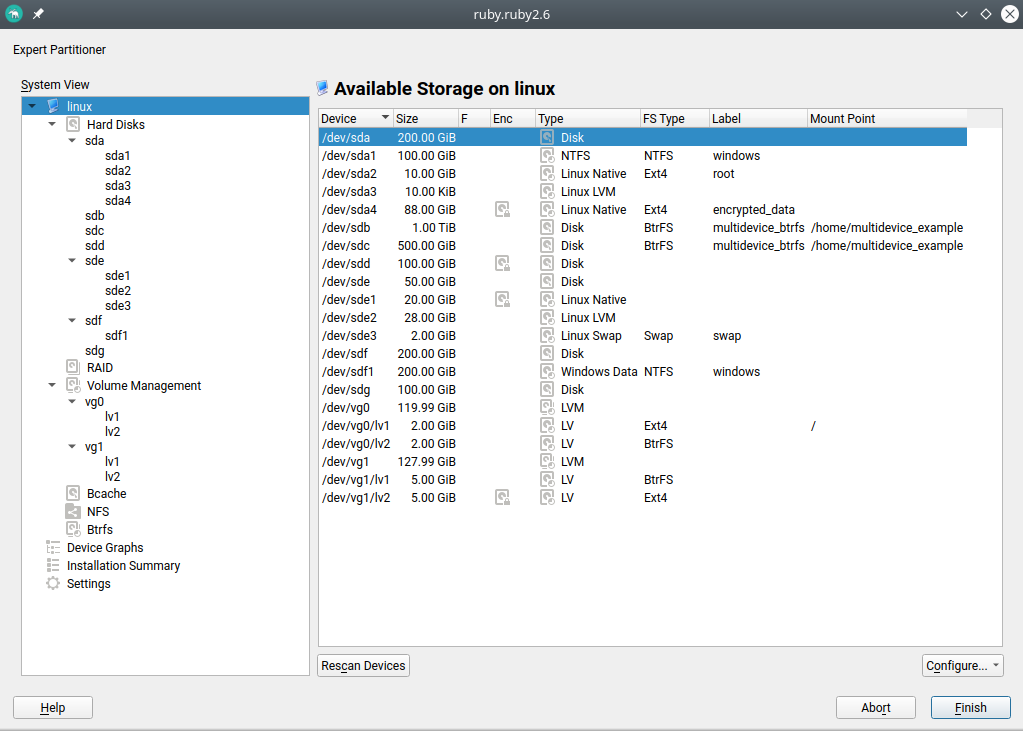 ruby.ruby2.6
Expert Partitioner
System View
linux
Hard Disks
sda
sda1
sda2
sda3
sda4
sdb
sdc
sdd
sde
sde1
sde2
sde3
sdf
sdf1
sdg
RAID
Volume Management
vg0
lv1
lv2
vg1
lv1
lv2
Bcache
NFS
Btrfs
Device Graphs
Installation Summary
Settings
Available Storage on linux
Device Size F Enc Type FS Type Label Mount Point
/dev/sda 200.00 GiB Disk
/dev/sda1 100.00 GiB NTFS NTFS windows
/dev/sda2 10.00 GiB Linux Native Ext4 root
/dev/sda3 10.00 KiB Linux LVM
/dev/sda4 88.00 GiB Linux Native Ext4 encrypted_data
/dev/sdb 1.00 TiB Disk BtrFS multidevice_btrfs /home/multidevice_example
/dev/sdc 500.00 GiB Disk BtrFS multidevice_btrfs /home/multidevice_example
/dev/sdd 100.00 GiB Disk
/dev/sde 50.00 GiB Disk
/dev/sde1 20.00 GiB Linux Native
/dev/sde2 28.00 GiB Linux LVM
/dev/sde3 2.00 GiB Linux Swap Swap swap
/dev/sdf 200.00 GiB Disk
/dev/sdf1 200.00 GiB Windows Data NTFS windows
/dev/sdg 100.00 GiB Disk
/dev/vg0 119.99 GiB LVM
/dev/vg0/lv1 2.00 GiB LV Ext4 /
/dev/vg0/lv2 2.00 GiB LV BtrFS
/dev/vg1 127.99 GiB LVM
/dev/vg1/lv1 5.00 GiB LV BtrFS
/dev/vg1/lv2 5.00 GiB LV Ext4
Rescan Devices Configure...
Help Abort Finish